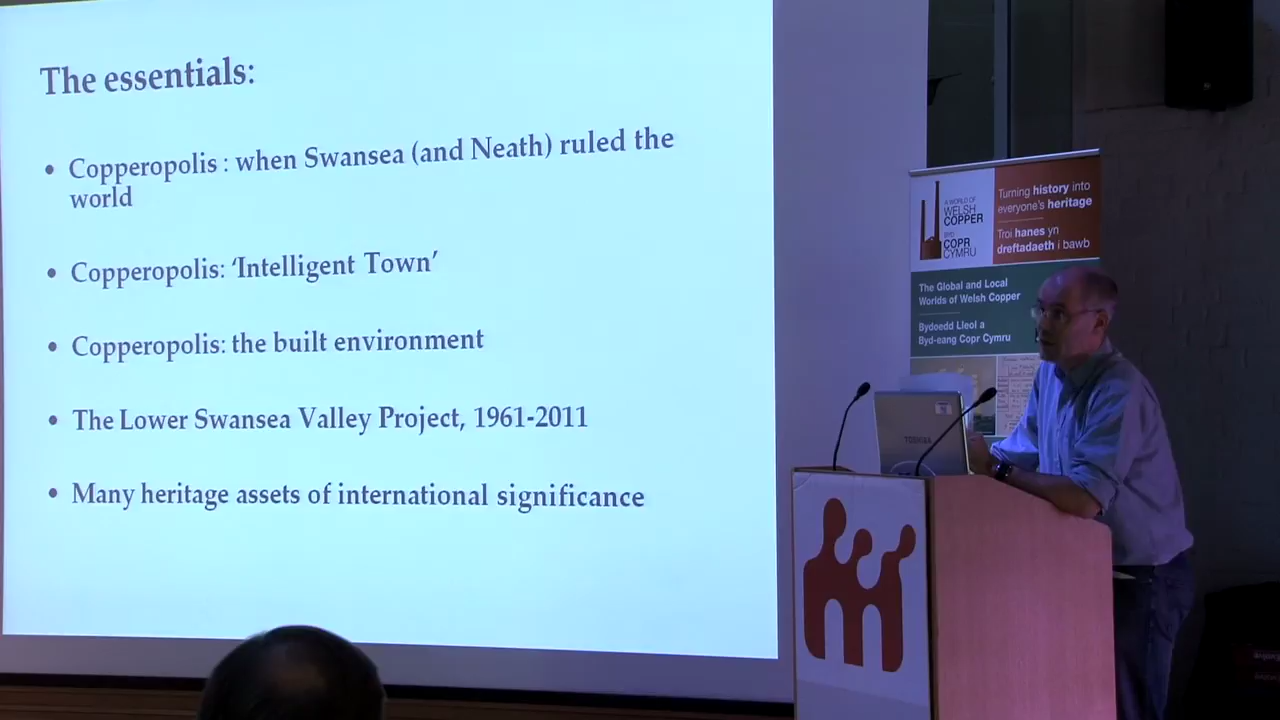 The essentials:
• Copperopolis : when Swansea (and Neath) ruled the
world
• Copperopolis: ‘Intelligent Town’
• Copperopolis: the built environment
• The Lower Swansea Valley Project, 1961-2011
• Many heritage assets of international significance
A WORLD OF
WELSH
COPPER
BYD
COPR
CYMRU
Turning history into
everyone's heritage
Troi hanes yn
dreftadaeth i bawb
The Global and Local
Worlds of Welsh Copper
Bydoedd Lleol a
Byd-eang Copr Cymru
TOSHIBA